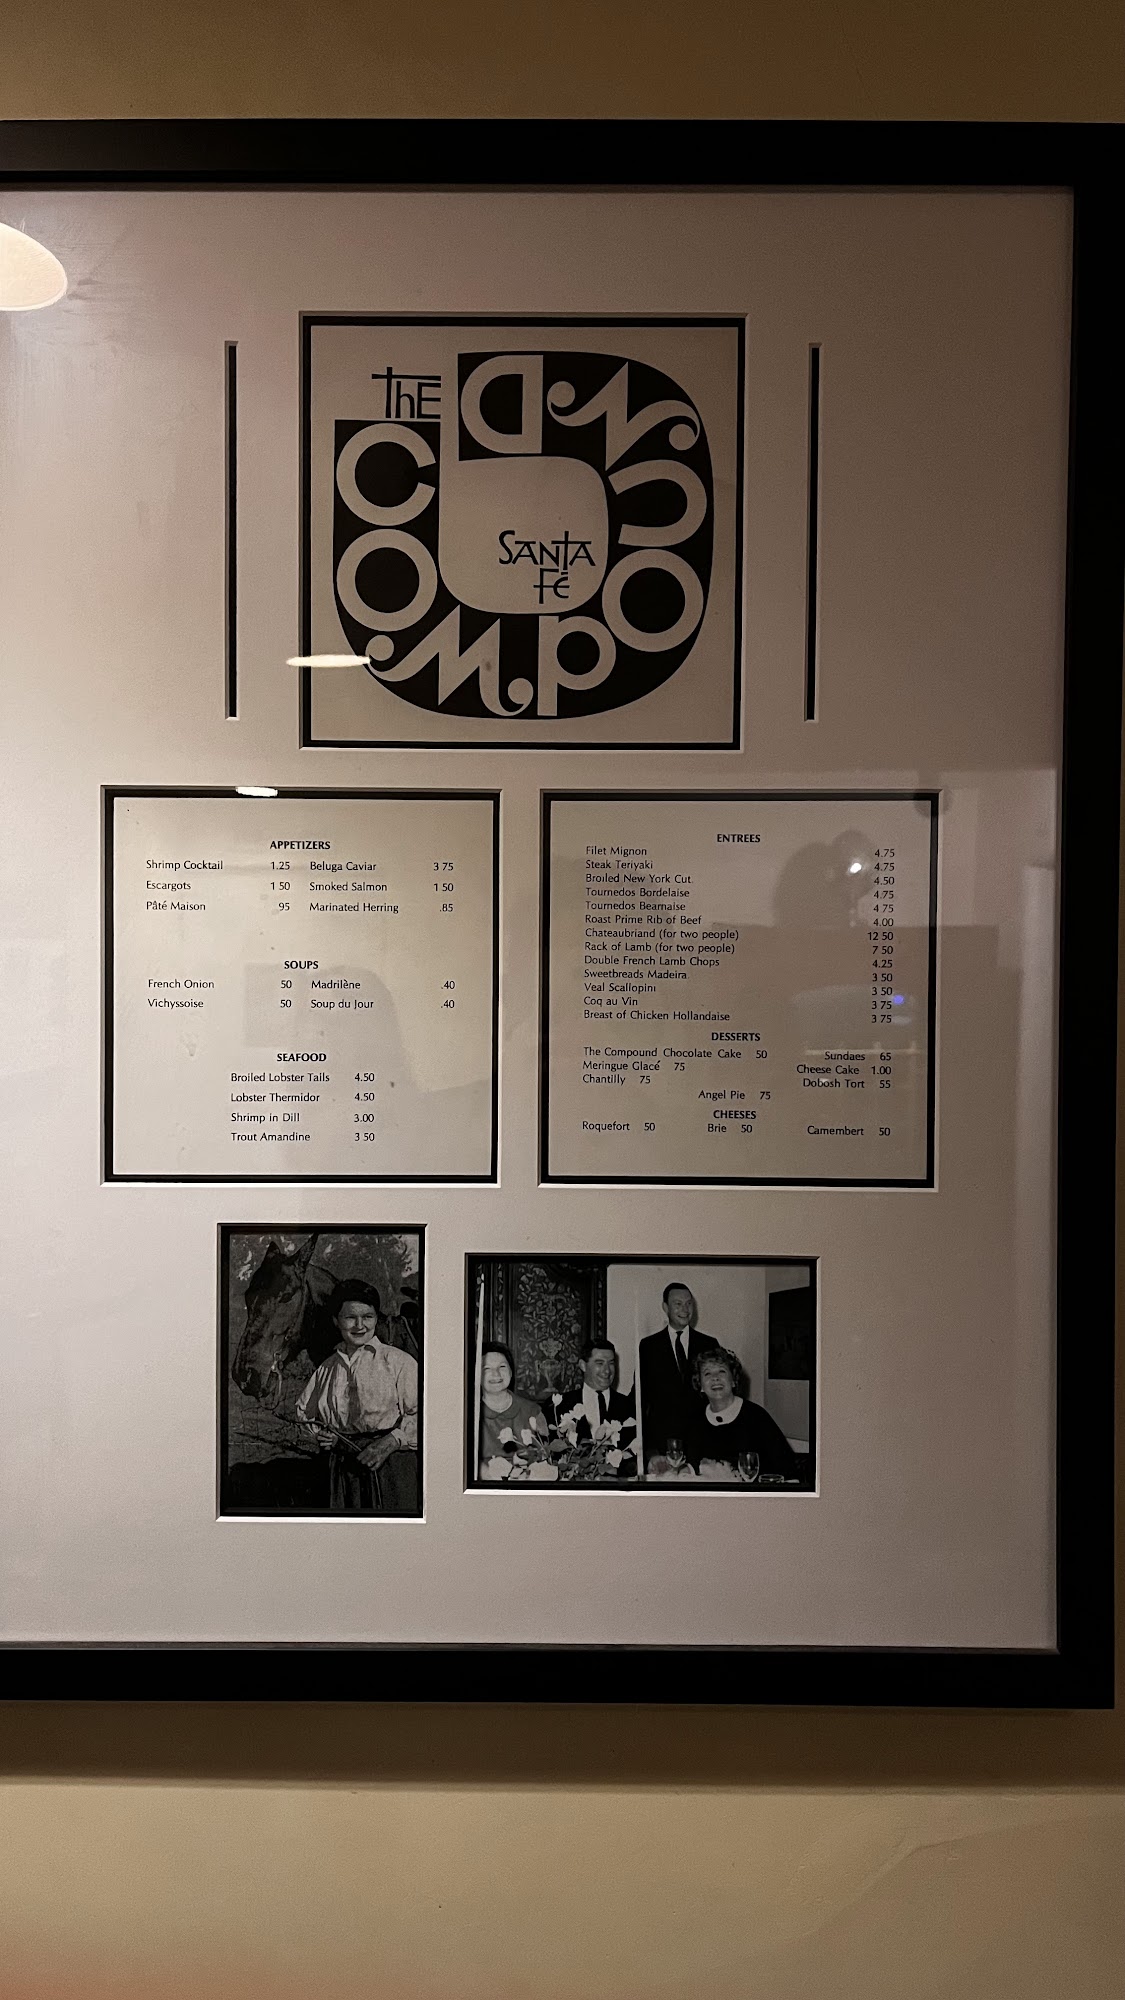 The
COMPOUND
SANTA
FÉ
APPETIZERS
Shrimp Cocktail 1.25 Beluga Caviar 3 75
Escargots 1 50 Smoked Salmon 1 50
Pâté Maison 95 Marinated Herring .85
SOUPS
French Onion 50 Madrilène .40
Vichyssoise 50 Soup du Jour .40
SEAFOOD
Broiled Lobster Tails 4.50
Lobster Thermidor 4.50
Shrimp in Dill 3.00
Trout Amandine 3 50
ENTREES
Filet Mignon 4.75
Steak Teriyaki 4.75
Broiled New York Cut 4.50
Tournedos Bordelaise 4.75
Tournedos Bearnaise 4 75
Roast Prime Rib of Beef 4.00
Chateaubriand (for two people) 12 50
Rack of Lamb (for two people) 7 50
Double French Lamb Chops 4.25
Sweetbreads Madeira 3 50
Veal Scallopini 3 50
Coq au Vin 3 75
Breast of Chicken Hollandaise 3 75
DESSERTS
The Compound Chocolate Cake 50 Sundaes 65
Meringue Glacé 75 Cheese Cake 1.00
Chantilly 75 Dobosh Tort 55
Angel Pie 75
CHEESES
Roquefort 50 Brie 50 Camembert 50